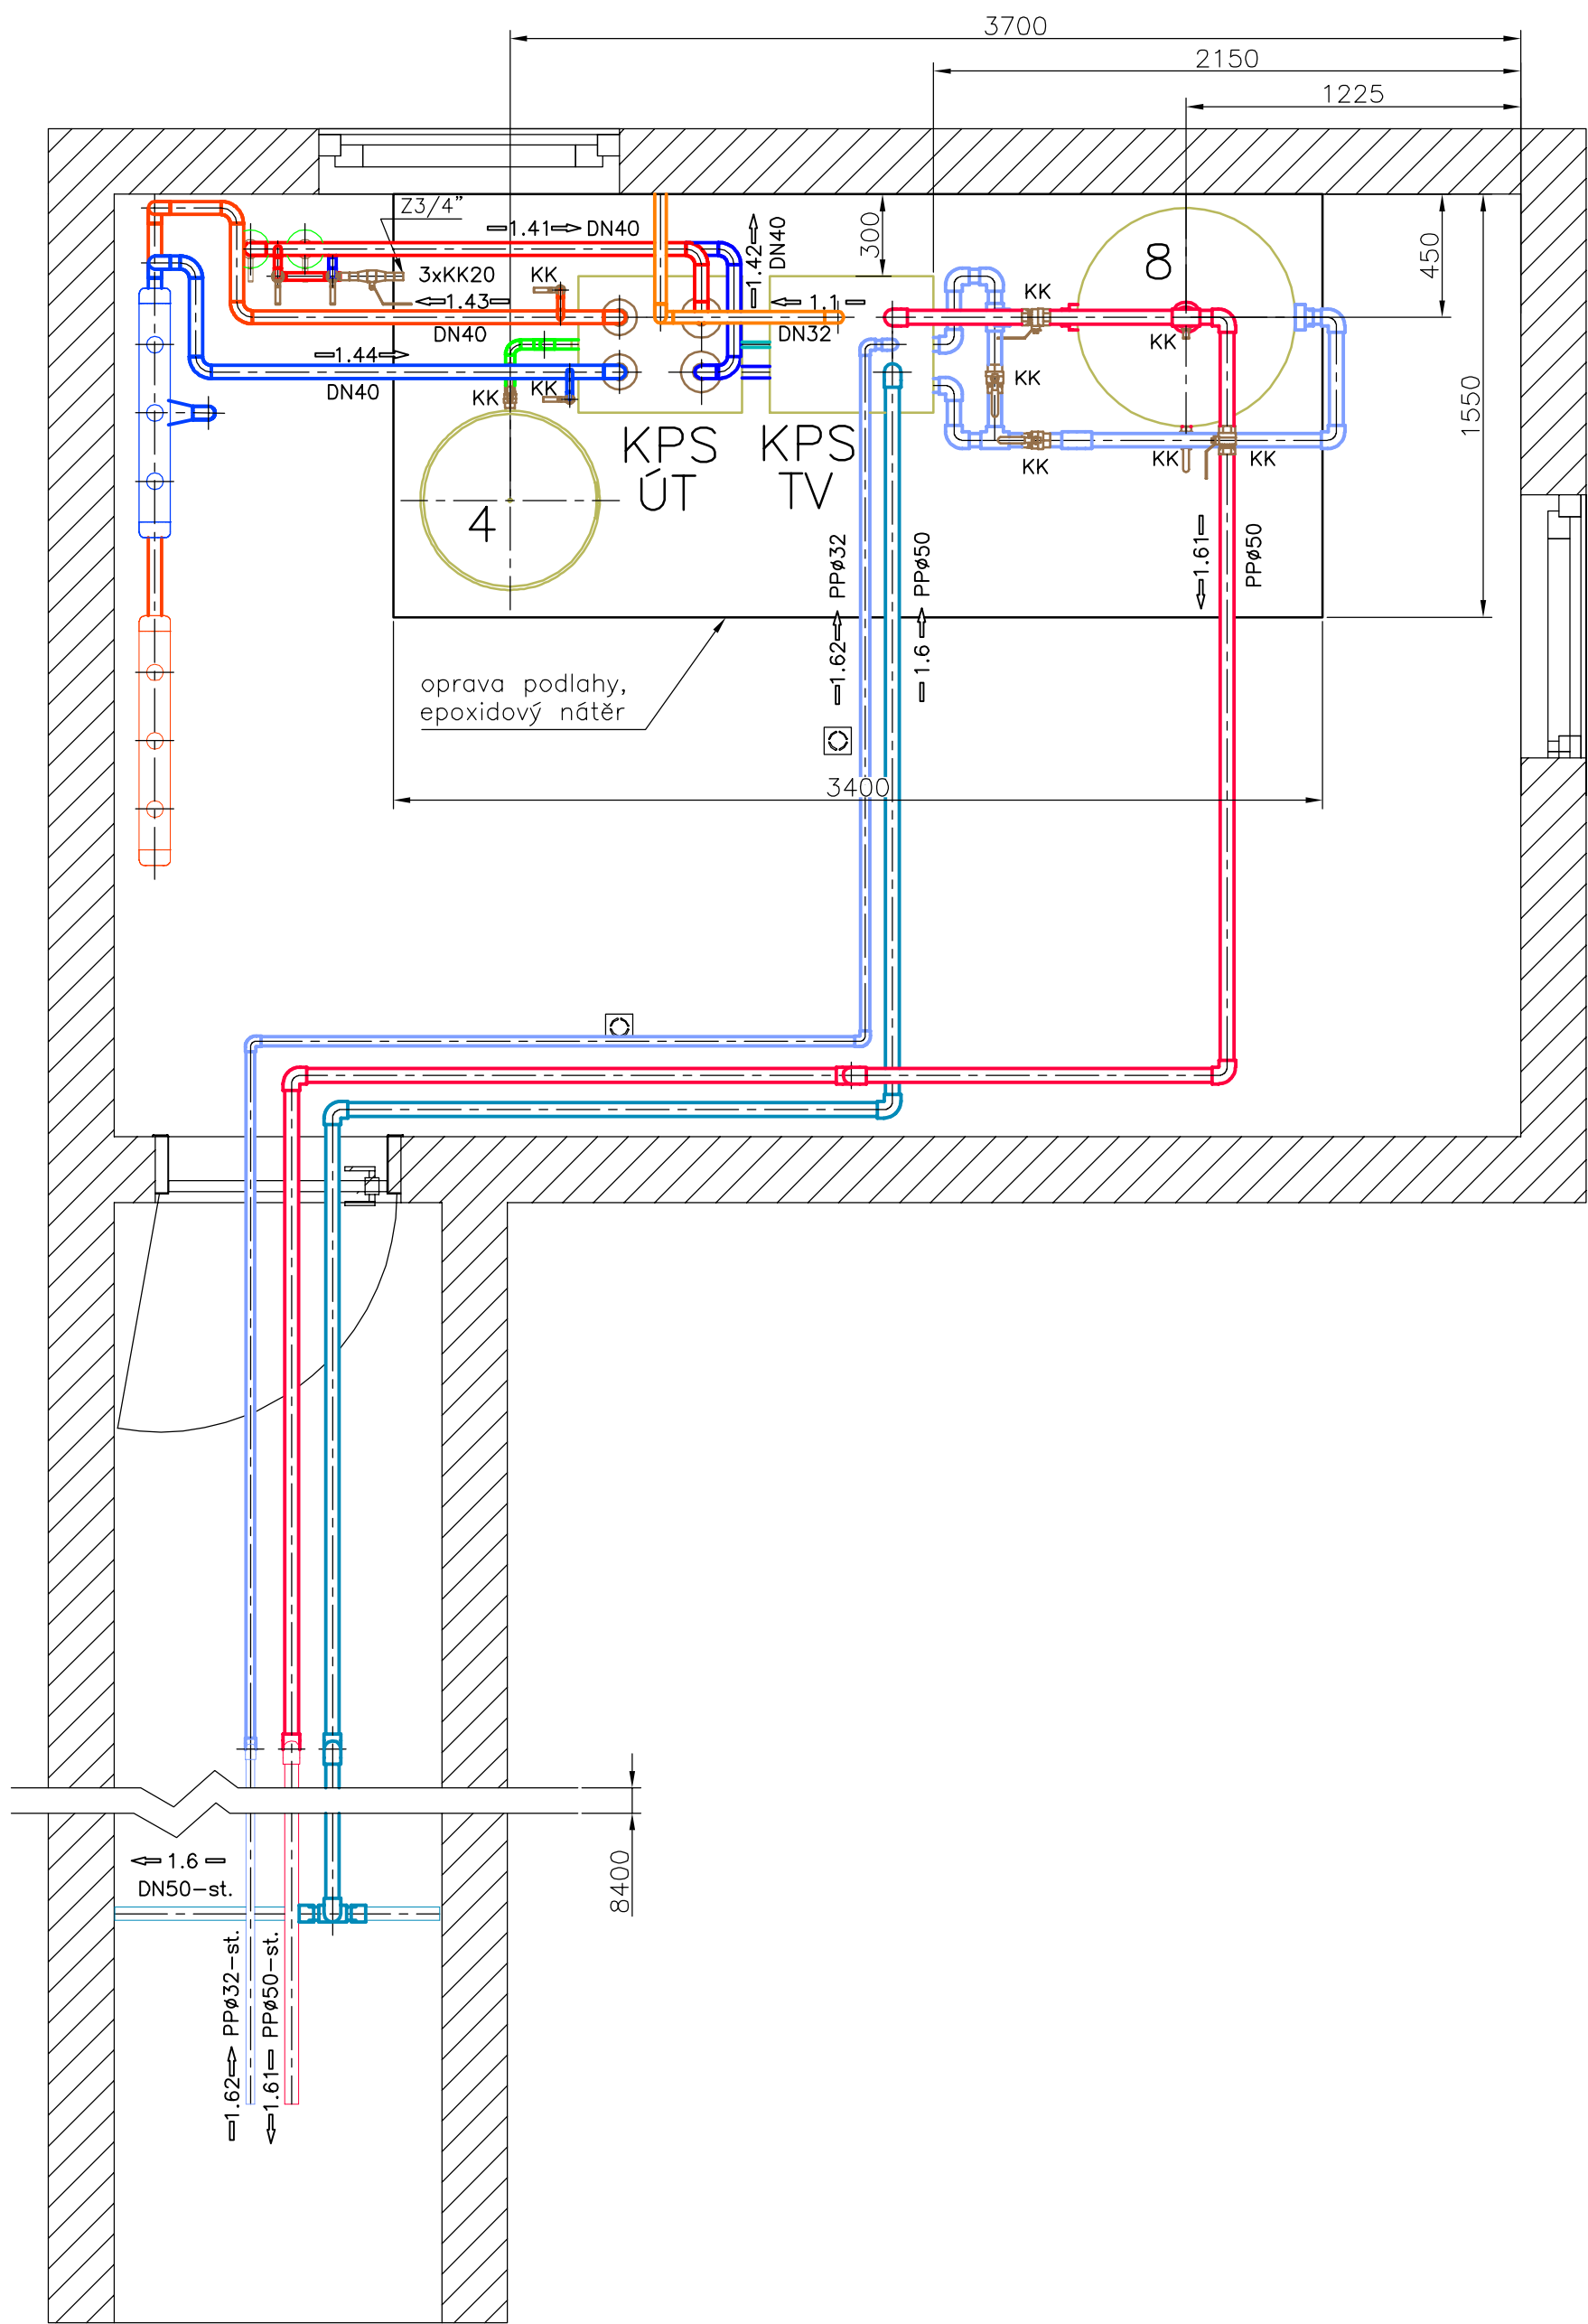 3700
2150
1225
Z3/4"
1.41 DN40
1.42
DN40
300
450
3xKK20
KK
KK
1.43
DN40
1.1
DN32
8
KK
1.44
DN40
KK
KK
KK
1550
KPS
ÚT
KPS
TV
KK
KK
KK
4
1.62 PPø32
1.6 PPø50
1.61
PPø50
oprava podlahy,
epoxidový nátěr
3400
1.6
DN50-st.
8400
1.62 PPø32-st.
1.61 PPø50-st.